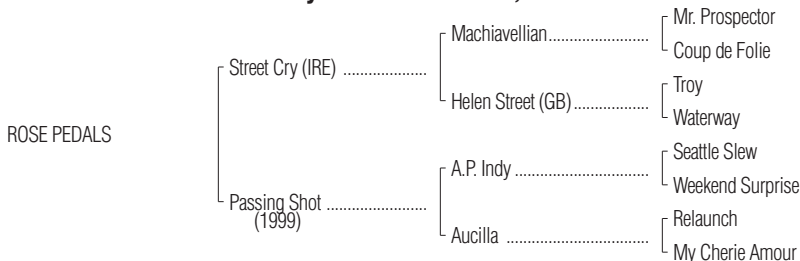 Mr. Prospector
Machiavellian
Coup de Folie
Street Cry (IRE)
Troy
Helen Street (GB)
Waterway
ROSE PEDALS
Seattle Slew
A.P. Indy
Weekend Surprise
Passing Shot
(1999)
Relaunch
Aucilla
My Cherie Amour